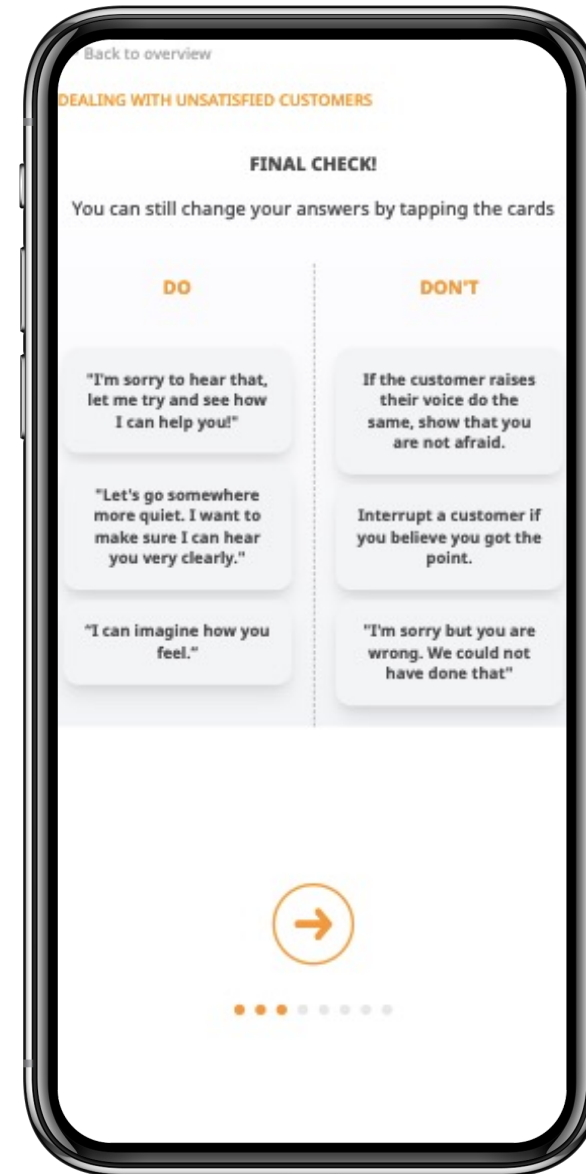 Back to overview
DEALING WITH UNSATISFIED CUSTOMERS
FINAL CHECK!
You can still change your answers by tapping the cards
DO
"I'm sorry to hear that,
let me try and see how
I can help you!"
"Let's go somewhere
more quiet. I want to
make sure I can hear
you very clearly."
"I can imagine how you
feel."
DON'T
If the customer raises
their voice do the
same, show that you
are not afraid.
Interrupt a customer if
you believe you got the
point.
"I'm sorry but you are
wrong. We could not
have done that"